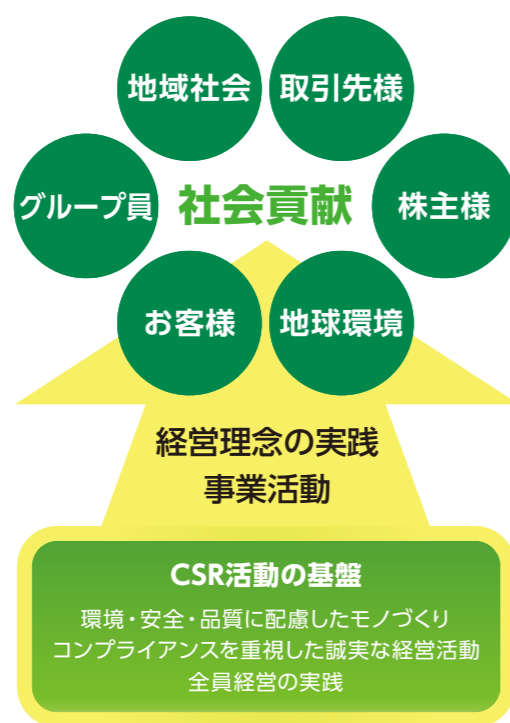 地域社会
取引先様
グループ員
社会貢献
株主様
お客様
地球環境
経営理念の実践
事業活動
CSR活動の基盤
環境・安全・品質に配慮したモノづくり
コンプライアンスを重視した誠実な経営活動
全員経営の実践